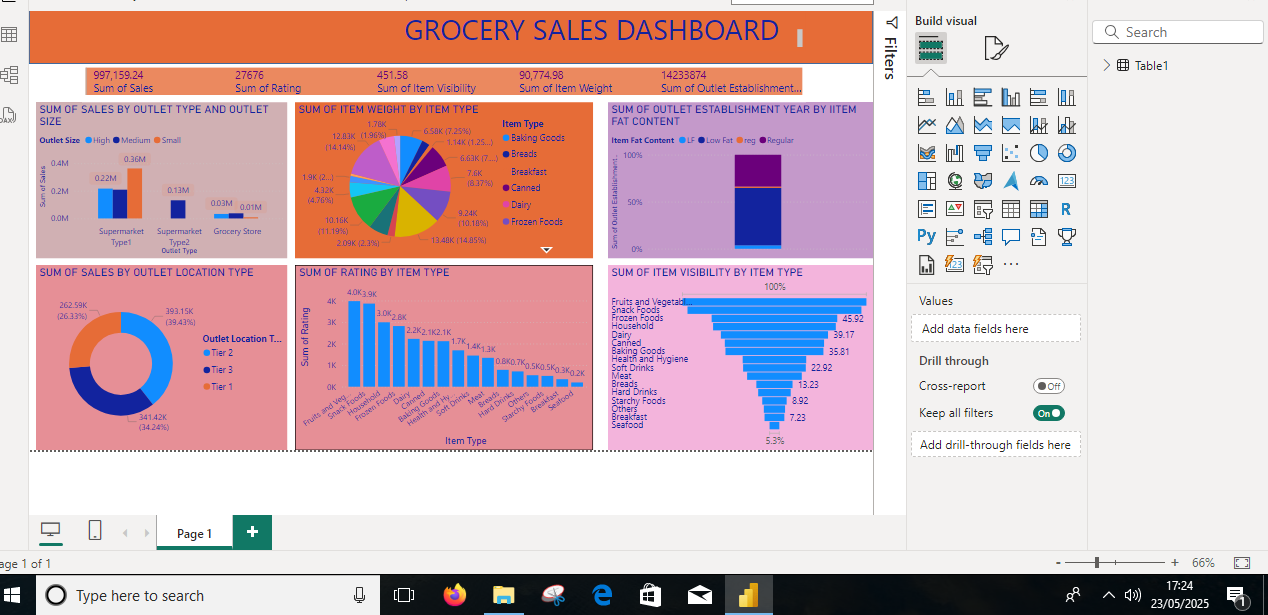 GROCERY SALES DASHBOARD
997,159.24
Sum of Sales
27676
Sum of Rating
451.58
Sum of Item Visibility
90,774.98
Sum of Item Weight
14233874
Sum of Outlet Establishment...
SUM OF SALES BY OUTLET TYPE AND OUTLET
SIZE
Outlet Size High Medium Small
Sum of Sales
0.4M
0.2M
0.0M
0.22M
0.36M
0.13M
0.03M
0.01M
Supermarket
Type1
Supermarket
Type2
Grocery Store
Outlet Type
SUM OF ITEM WEIGHT BY ITEM TYPE
1.78K
(1.96%)
6.58K (7.25%)
1.14K (1.25...)
6.63K (7...)
7.6K
(8.37%)
9.24K
(10.18%)
13.48K (14.85%)
2.09K (2.3%)
10.16K
(11.19%)
4.32K
(4.76%)
1.9K (2...)
12.83K
(14.14%)
Item Type
Baking Goods
Breads
Breakfast
Canned
Dairy
Frozen Foods
SUM OF OUTLET ESTABLISHMENT YEAR BY IITEM
FAT CONTENT
Item Fat Content LF Low Fat reg Regular
Sum of Outlet Establishment...
100%
50%
0%
SUM OF SALES BY OUTLET LOCATION TYPE
262.59K
(26.33%)
393.15K
(39.43%)
341.42K
(34.24%)
Outlet Location T...
Tier 2
Tier 3
Tier 1
SUM OF RATING BY ITEM TYPE
Sum of Rating
4K
3K
2K
1K
0K
4.0K 3.9K 3.0K 2.8K 2.2K 2.1K 2.1K 1.7K 1.4K 1.3K 0.8K 0.7K 0.5K 0.5K 0.3K 0.2K
Fruits and Veg...
Snack Foods
Household
Frozen Foods
Dairy
Canned
Baking Goods
Health and Hy...
Soft Drinks
Meat
Breads
Hard Drinks
Others
Starchy Foods
Breakfast
Seafood
Item Type
SUM OF ITEM VISIBILITY BY ITEM TYPE
100%
Fruits and Vegetabl...
Snack Foods
Frozen Foods 45.92
Household
Dairy 39.17
Canned
Baking Goods 35.81
Health and Hygiene
Soft Drinks 22.92
Meat
Breads 13.23
Hard Drinks
Starchy Foods 8.92
Others
Breakfast 7.23
Seafood
5.3%
Filters
Build visual
R
Py
123
Values
Add data fields here
Drill through
Cross-report Off
Keep all filters On
Add drill-through fields here
Search
Table1
Page 1
age 1 of 1
- + 66%
Type here to search
17:24
23/05/2025
1